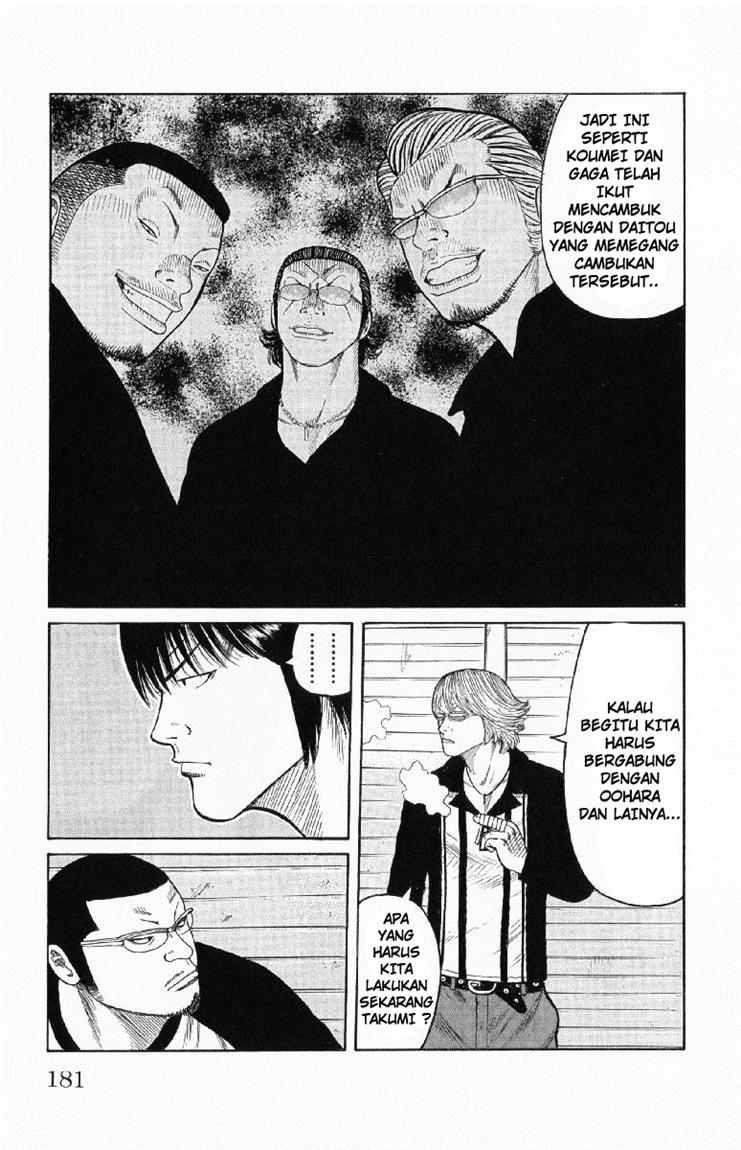 JADI INI
SEPERTI
KOUMEI DAN
GAGA TELAH
IKUT
MENCAMBUK
DENGAN DAITOU
YANG MEMEGANG
CAMBUKAN
TERSEBUT..
KALAU
BEGITU KITA
HARUS
BERGABUNG
DENGAN
OOHARA
DAN LAINYA...
APA
YANG
HARUS
KITA
LAKUKAN
SEKARANG
TAKUMI ?
181